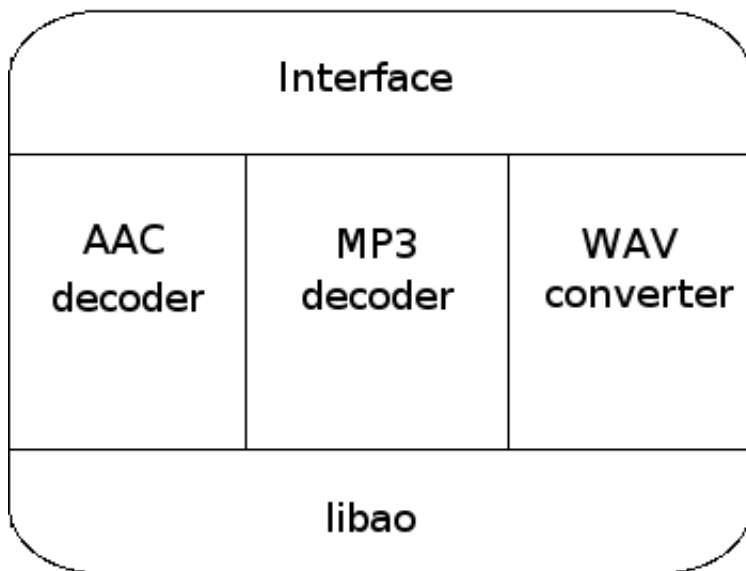 Interface
AAC
decoder
MP3
decoder
WAV
converter
libao